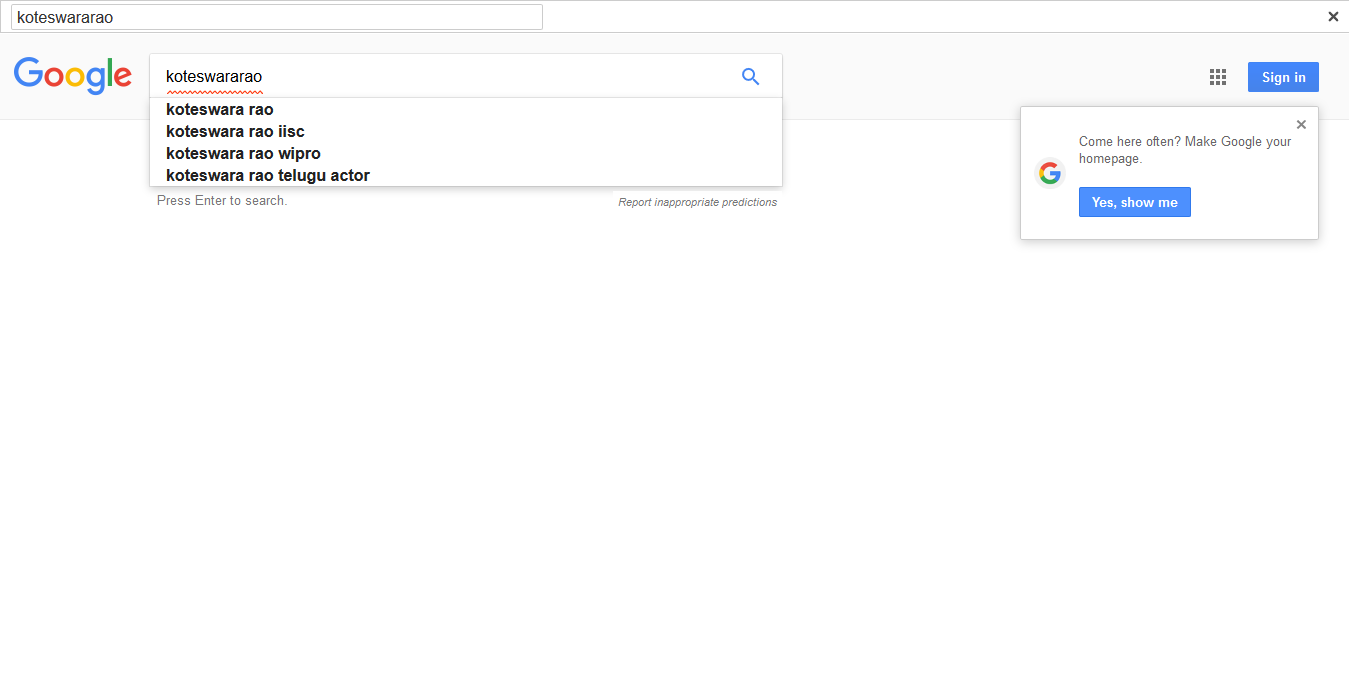 koteswararao
Google
koteswararao
Sign in
koteswara rao
koteswara rao iisc
koteswara rao wipro
koteswara rao telugu actor
Press Enter to search.
Report inappropriate predictions
Come here often? Make Google your
homepage.
Yes, show me